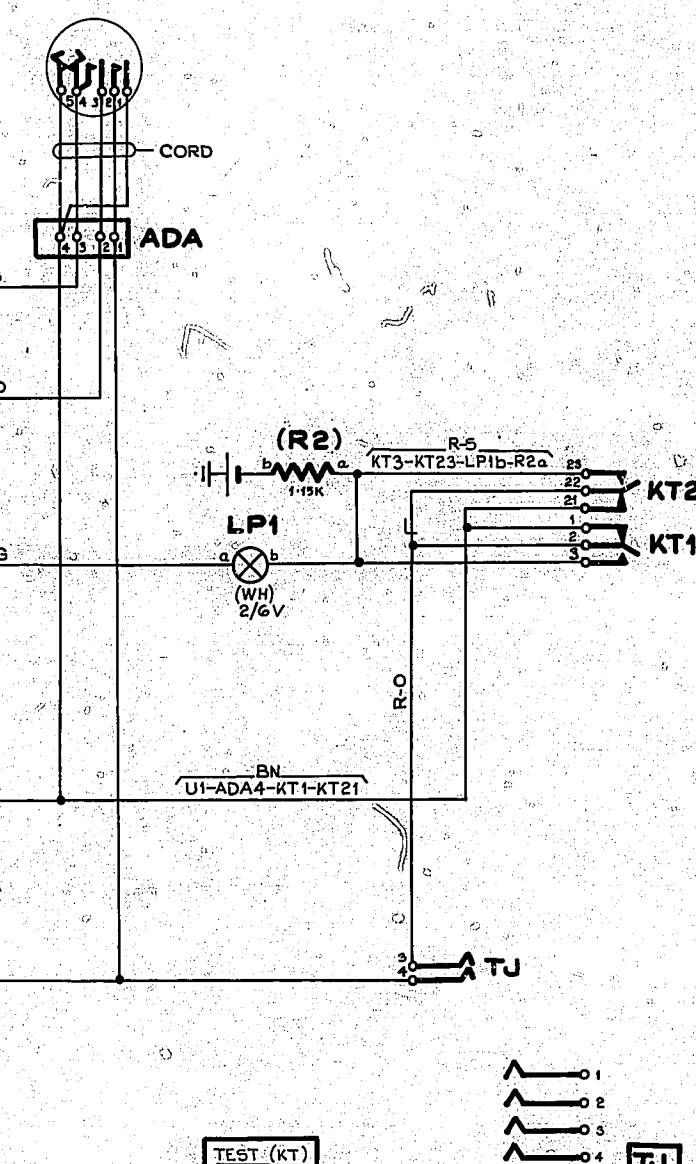 5 4 3 2 1
CORD
ADA
4 3 2 1
(R2)
b a
1·15K
R-5
KT3-KT23-LP1b-R2a
23
22
21
KT2
1
2
3
KT1
L
LP1
a b
(WH)
2/6V
G
R-O
BN
U1-ADA4-KT1-KT21
3
4
TJ
1
2
3
4
TJ
TEST (KT)